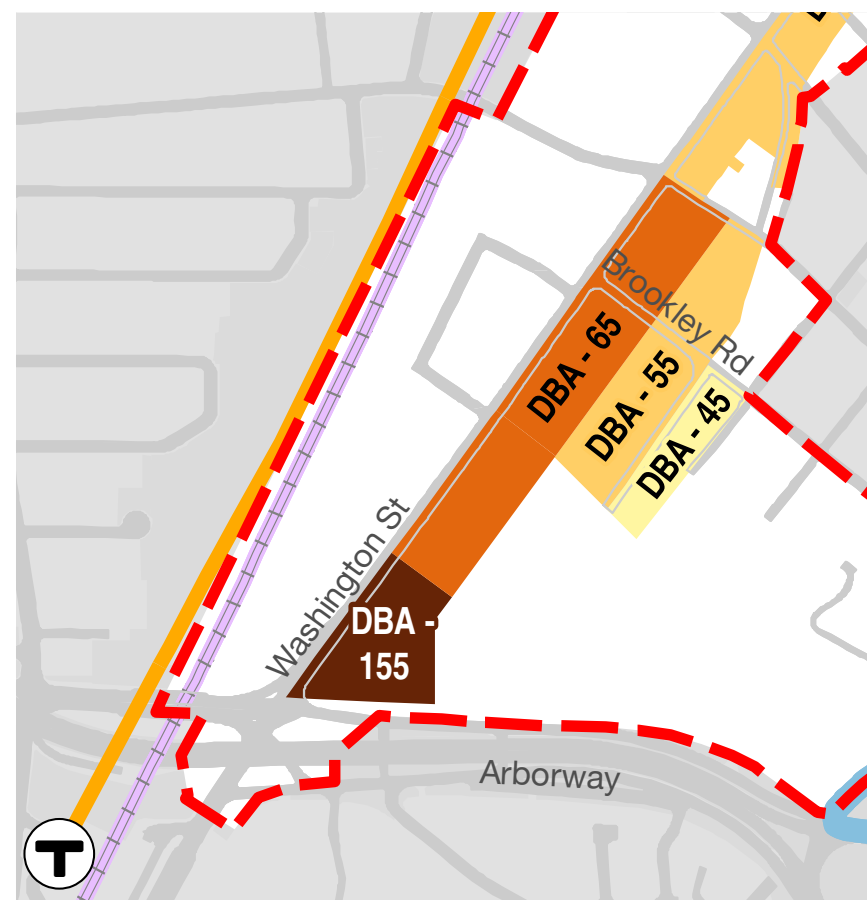 Brookley Rd
DBA - 65
DBA - 55
DBA - 45
Washington St
DBA -
155
Arborway
T